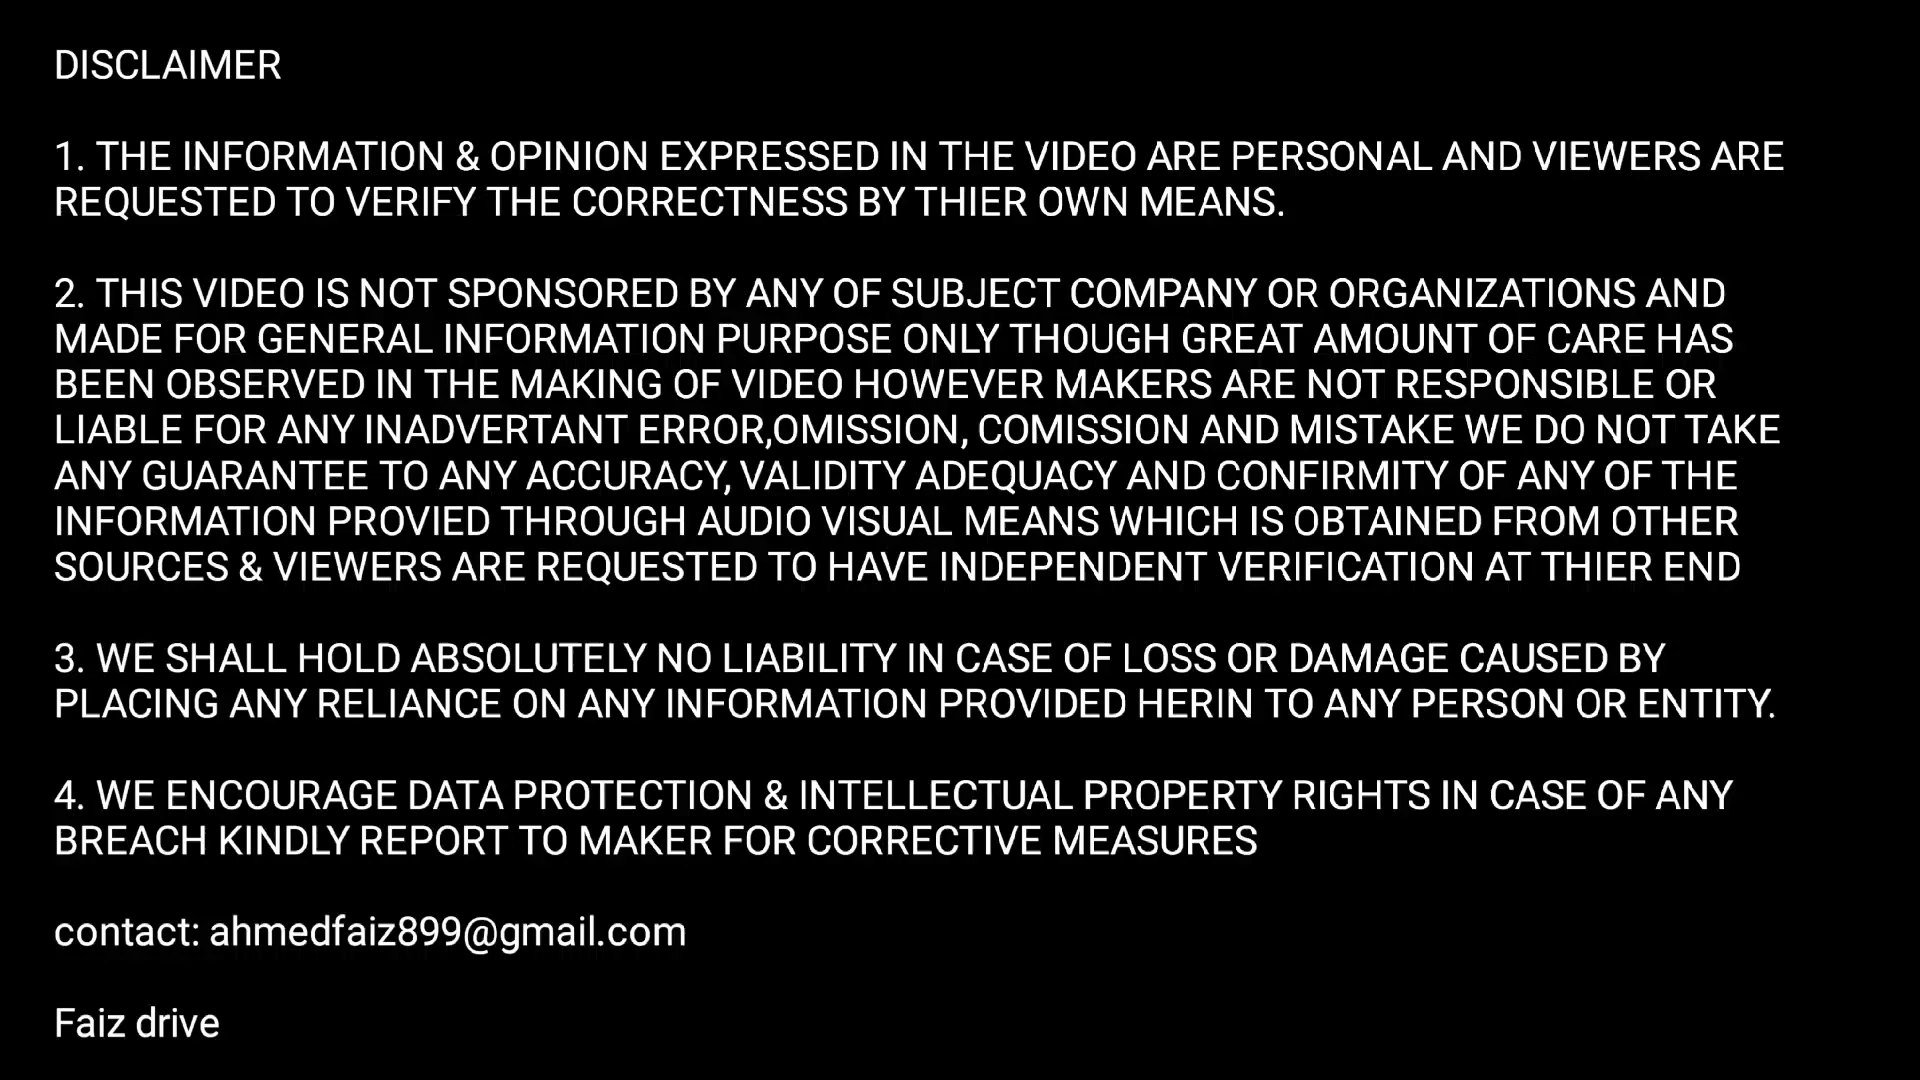 DISCLAIMER
1. THE INFORMATION & OPINION EXPRESSED IN THE VIDEO ARE PERSONAL AND VIEWERS ARE
REQUESTED TO VERIFY THE CORRECTNESS BY THIER OWN MEANS.
2. THIS VIDEO IS NOT SPONSORED BY ANY OF SUBJECT COMPANY OR ORGANIZATIONS AND
MADE FOR GENERAL INFORMATION PURPOSE ONLY THOUGH GREAT AMOUNT OF CARE HAS
BEEN OBSERVED IN THE MAKING OF VIDEO HOWEVER MAKERS ARE NOT RESPONSIBLE OR
LIABLE FOR ANY INADVERTANT ERROR,OMISSION, COMISSION AND MISTAKE WE DO NOT TAKE
ANY GUARANTEE TO ANY ACCURACY, VALIDITY ADEQUACY AND CONFIRMITY OF ANY OF THE
INFORMATION PROVIED THROUGH AUDIO VISUAL MEANS WHICH IS OBTAINED FROM OTHER
SOURCES & VIEWERS ARE REQUESTED TO HAVE INDEPENDENT VERIFICATION AT THIER END
3. WE SHALL HOLD ABSOLUTELY NO LIABILITY IN CASE OF LOSS OR DAMAGE CAUSED BY
PLACING ANY RELIANCE ON ANY INFORMATION PROVIDED HERIN TO ANY PERSON OR ENTITY.
4. WE ENCOURAGE DATA PROTECTION & INTELLECTUAL PROPERTY RIGHTS IN CASE OF ANY
BREACH KINDLY REPORT TO MAKER FOR CORRECTIVE MEASURES
contact: ahmedfaiz899@gmail.com
Faiz drive